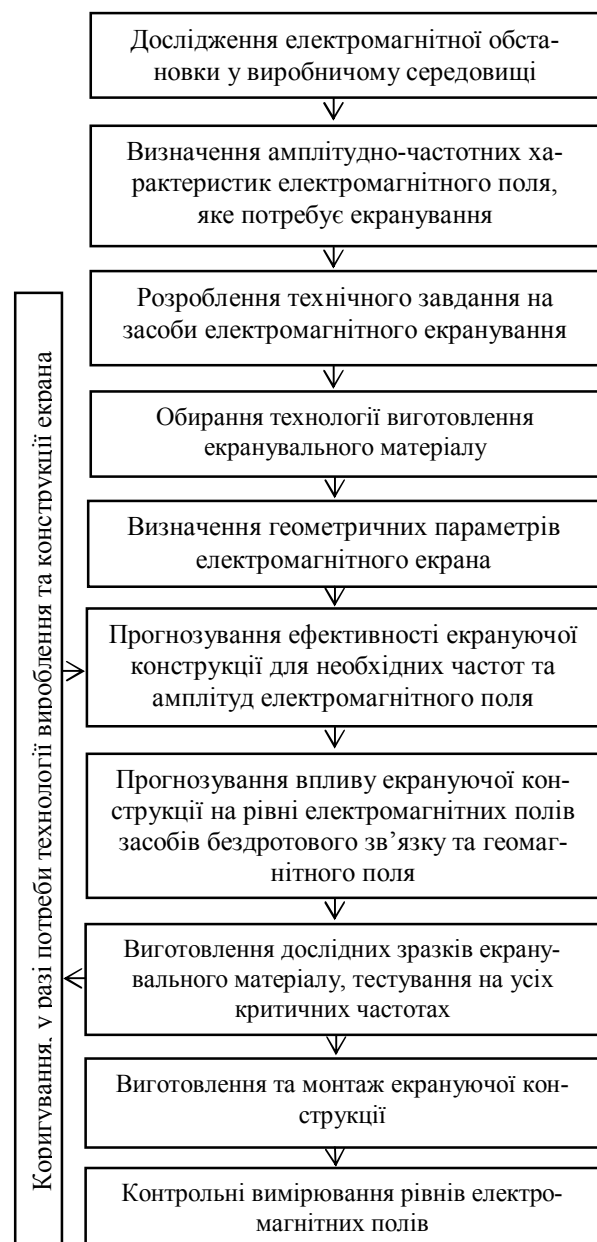 Дослідження електромагнітної обста-
новки у виробничому середовищі
Визначення амплітудно-частотних ха-
рактеристик електромагнітного поля,
яке потребує екранування
Розроблення технічного завдання на
засоби електромагнітного екранування
Обирання технології виготовлення
екранувального матеріалу
Визначення геометричних параметрів
електромагнітного екрана
Прогнозування ефективності екрануючої
конструкції для необхідних частот та
амплітуд електромагнітного поля
Прогнозування впливу екрануючої кон-
струкції на рівні електромагнітних полів
засобів бездротового зв’язку та геомаг-
нітного поля
Виготовлення дослідних зразків екрану-
вального матеріалу, тестування на усіх
критичних частотах
Виготовлення та монтаж екрануючої кон-
струкції
Контрольні вимірювання рівнів електро-
магнітних полів
Коригування, у разі потреби технології вироблення та конструкції екрана